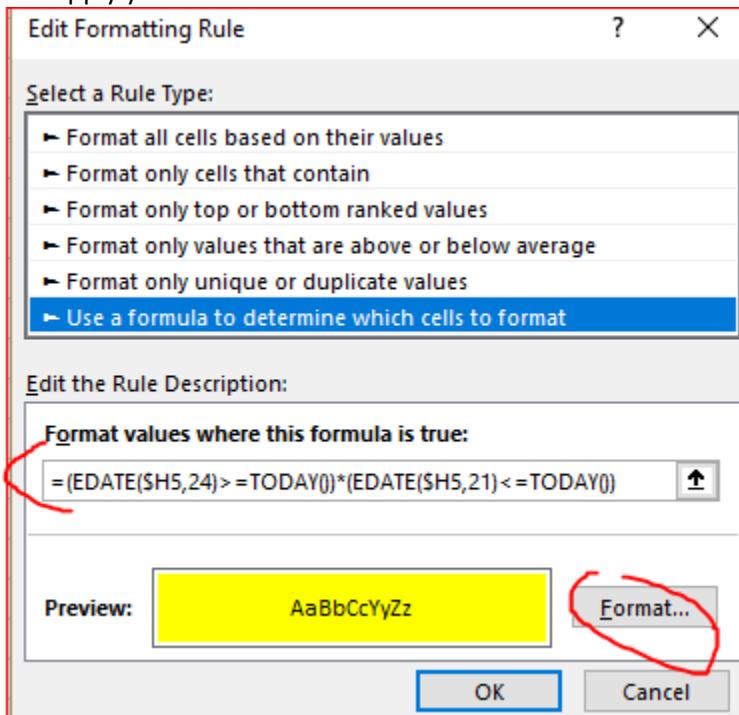 Edit Formatting Rule ? ×
Select a Rule Type:
► Format all cells based on their values
► Format only cells that contain
► Format only top or bottom ranked values
► Format only values that are above or below average
► Format only unique or duplicate values
► Use a formula to determine which cells to format
Edit the Rule Description:
Format values where this formula is true:
=(EDATE($H5,24)>=TODAY())*(EDATE($H5,21)<=TODAY())
Preview: AaBbCcYyZz Format...
OK Cancel